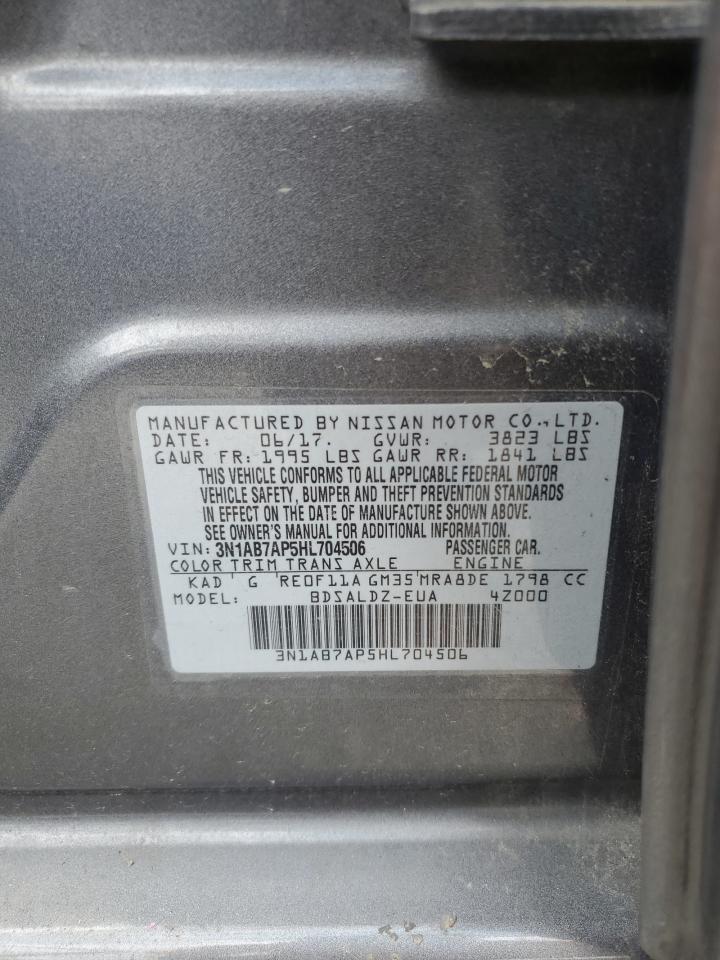 MANUFACTURED BY NISSAN MOTOR CO., LTD.
DATE: 06/17. GVWR: 3823 LBS
GAWR FR: 1995 LBS GAWR RR: 1841 LBS
THIS VEHICLE CONFORMS TO ALL APPLICABLE FEDERAL MOTOR
VEHICLE SAFETY, BUMPER AND THEFT PREVENTION STANDARDS
IN EFFECT ON THE DATE OF MANUFACTURE SHOWN ABOVE.
SEE OWNER'S MANUAL FOR ADDITIONAL INFORMATION.
VIN: 3N1AB7AP5HL704506 PASSENGER CAR.
COLOR TRIM TRANS AXLE ENGINE
KAD G RE0F11A GM35 MRA8DE 1798 CC
MODEL: BDSALDZ-EUA 4Z000
3N1AB7AP5HL704506